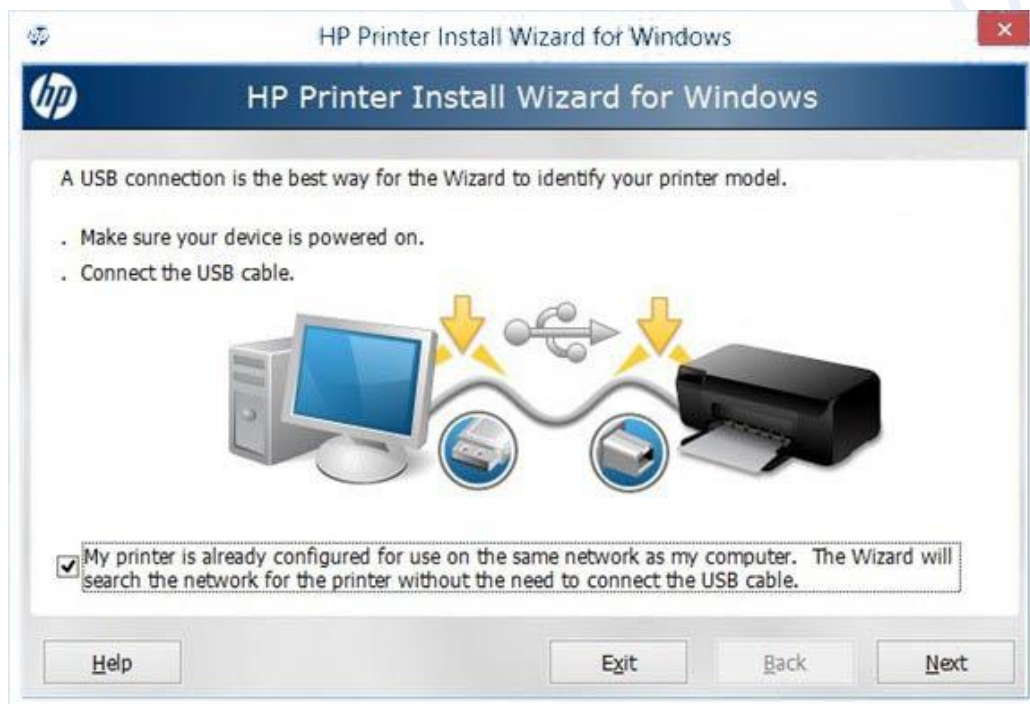 HP Printer Install Wizard for Windows
hp HP Printer Install Wizard for Windows
A USB connection is the best way for the Wizard to identify your printer model.
. Make sure your device is powered on.
. Connect the USB cable.
My printer is already configured for use on the same network as my computer. The Wizard will
search the network for the printer without the need to connect the USB cable.
Help Exit Back Next